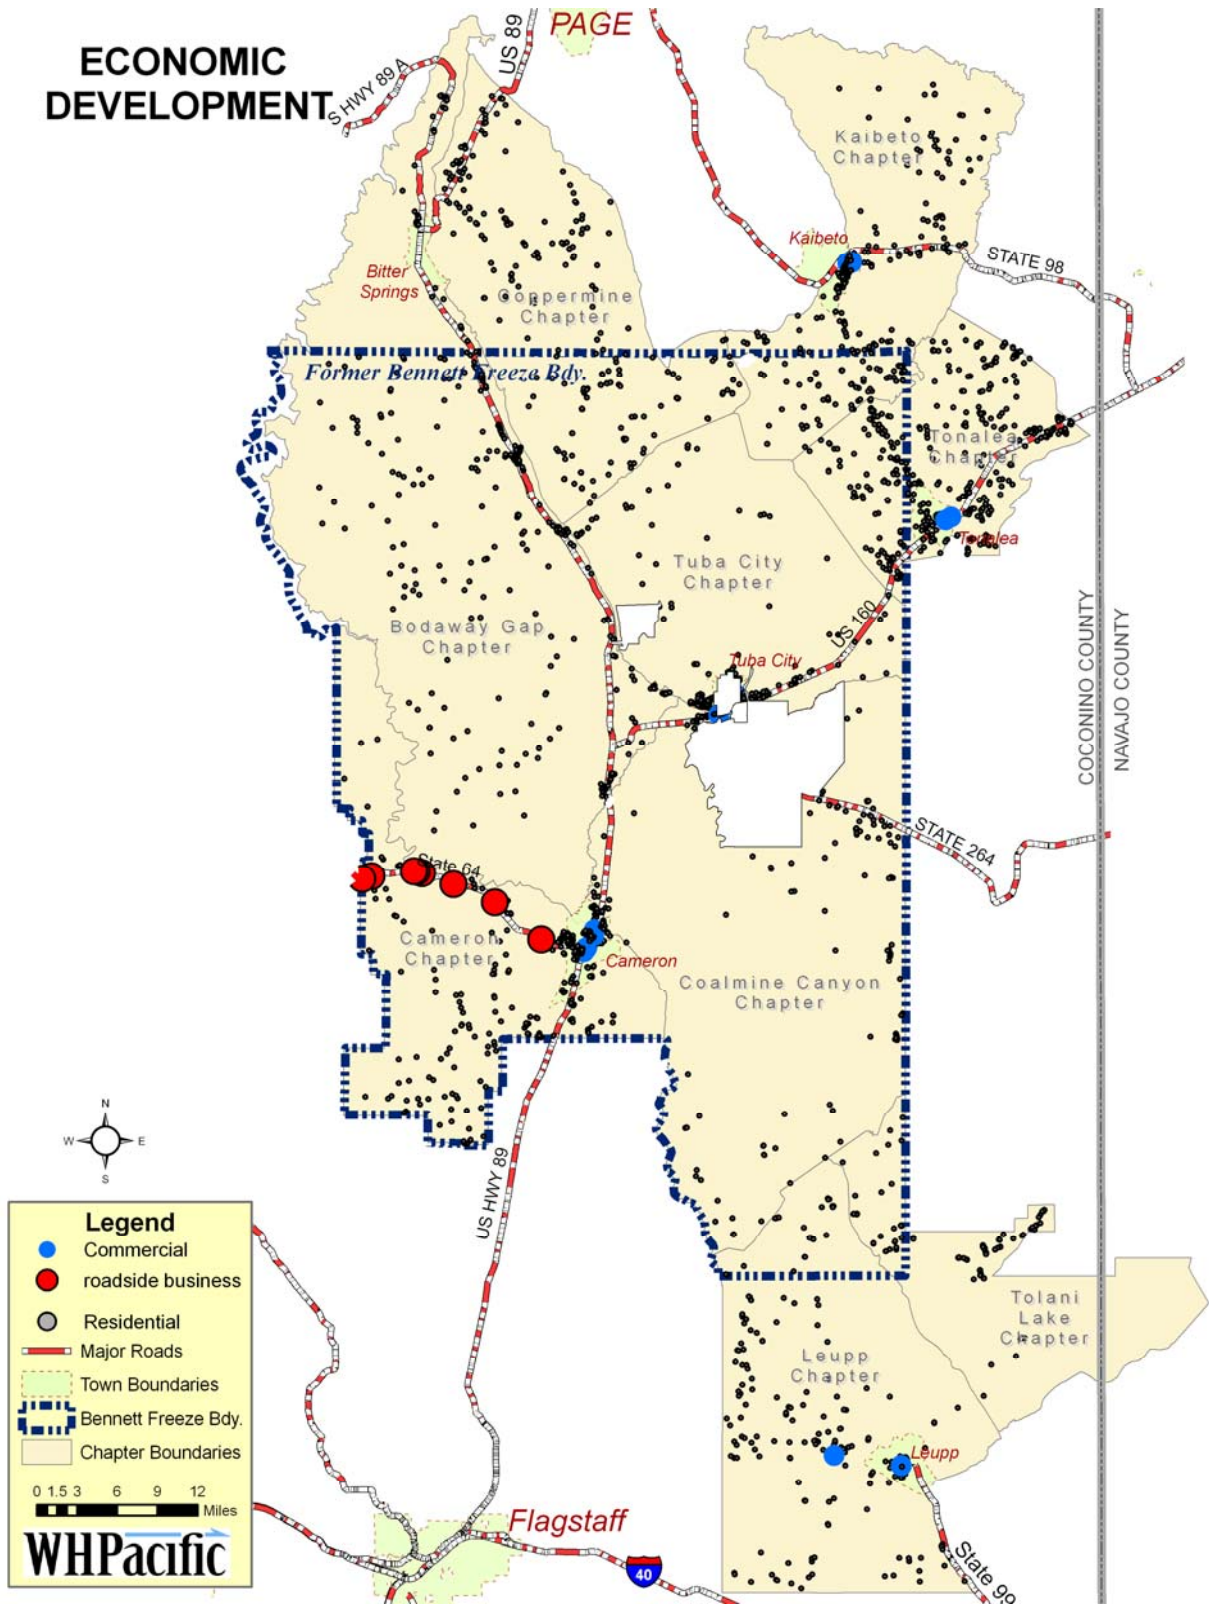 ECONOMIC
DEVELOPMENT
PAGE
US 89
S HWY 89 A
Kaibeto
Chapter
Kaibeto
STATE 98
Bitter
Springs
Coppermine
Chapter
Former Bennett Freeze Bdy.
Tonalea
Chapter
Tonalea
Tuba City
Chapter
US 160
Bodaway Gap
Chapter
Tuba City
COCONINO COUNTY
NAVAJO COUNTY
STATE 264
State 64
Cameron
Chapter
Cameron
Coalmine Canyon
Chapter
N
W
E
S
US HWY 89
Tolani
Lake
Chapter
Leupp
Chapter
Leupp
State 99
Flagstaff
40
Legend
Commercial
roadside business
Residential
Major Roads
Town Boundaries
Bennett Freeze Bdy.
Chapter Boundaries
0 1.5 3 6 9 12
Miles
WHPacific